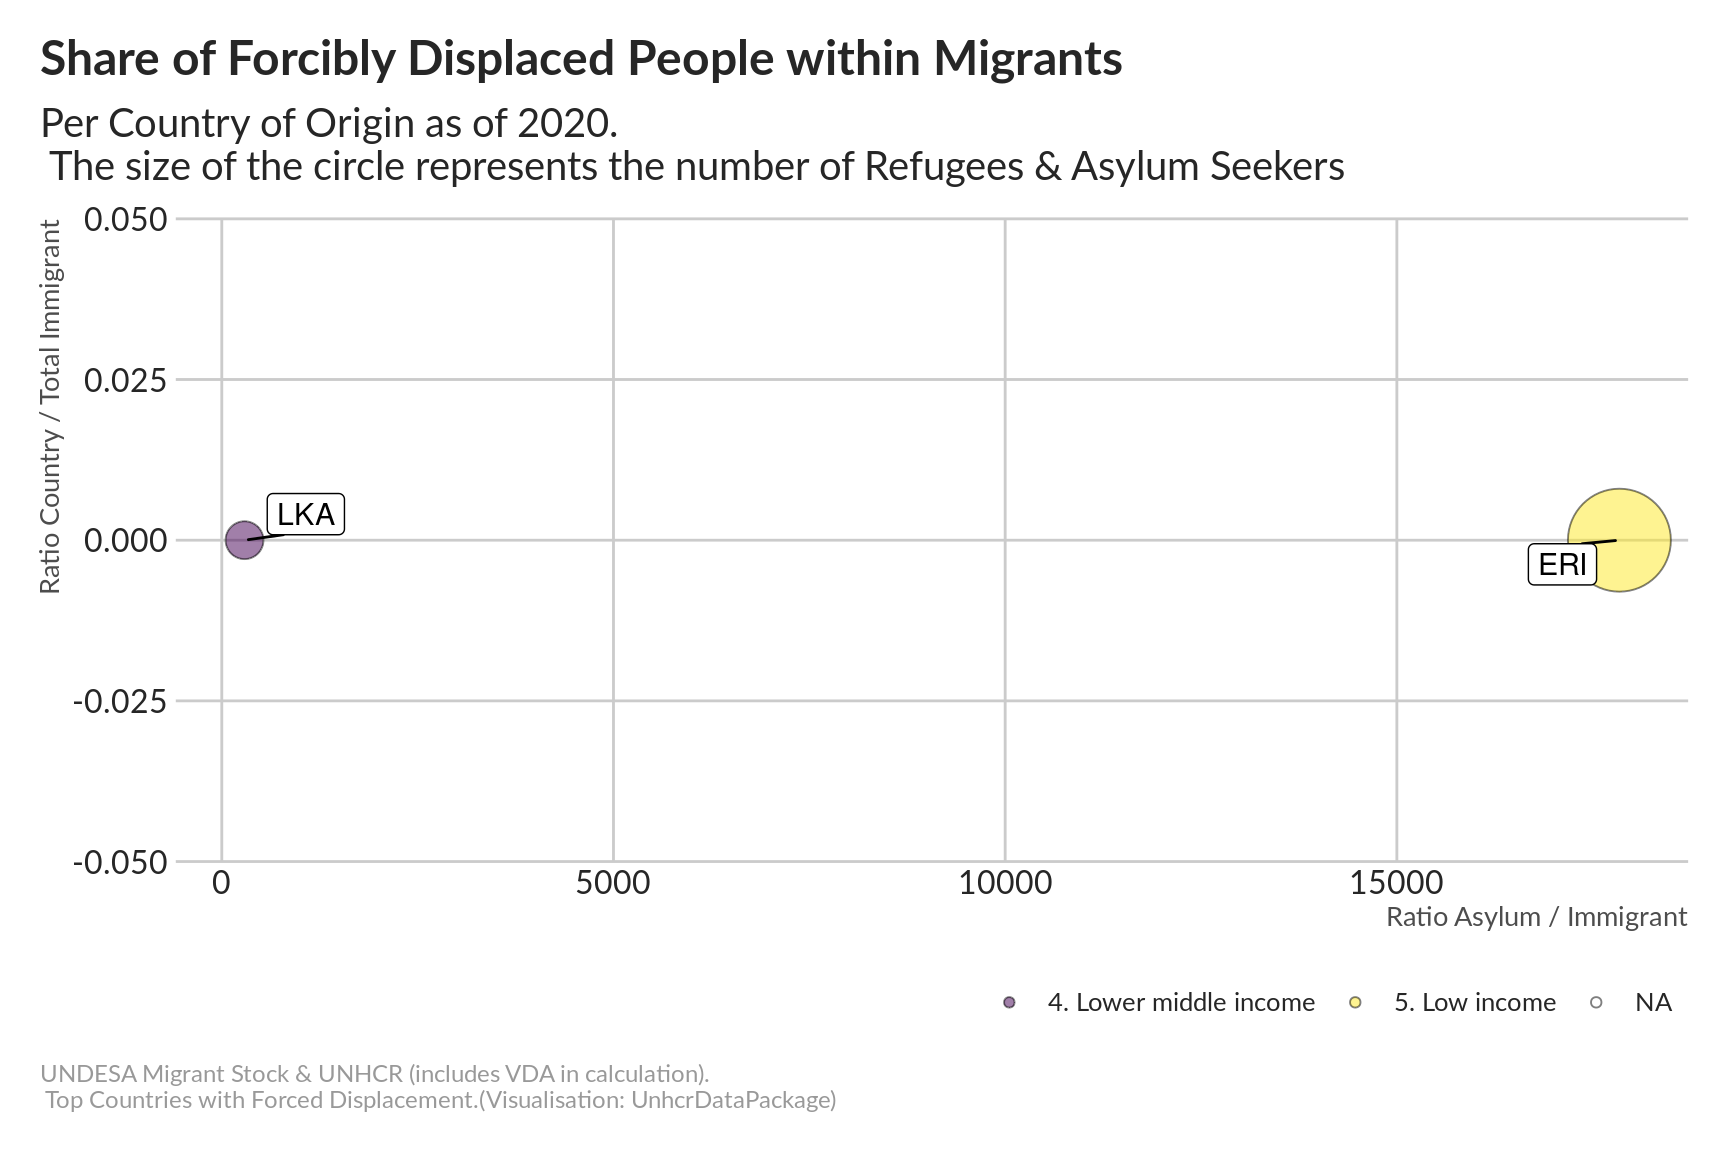 Share of Forcibly Displaced People within Migrants
Per Country of Origin as of 2020.
The size of the circle represents the number of Refugees & Asylum Seekers
Ratio Country / Total Immigrant
0.050
0.025
0.000
-0.025
-0.050
LKA
ERI
0
5000
10000
15000
Ratio Asylum / Immigrant
4. Lower middle income
5. Low income
NA
UNDESA Migrant Stock & UNHCR (includes VDA in calculation).
Top Countries with Forced Displacement.(Visualisation: UnhcrDataPackage)